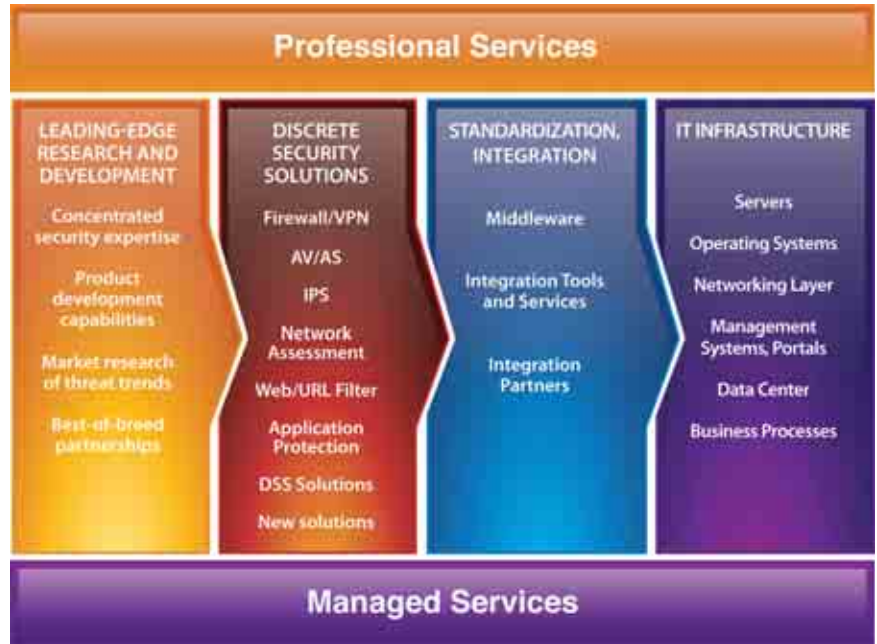 Professional Services
LEADING-EDGE
RESEARCH AND
DEVELOPMENT
Concentrated
security expertise
Product
development
capabilities
Market research
of threat trends
Best-of-breed
partnerships
DISCRETE
SECURITY
SOLUTIONS
Firewall/VPN
AV/AS
IPS
Network
Assessment
Web/URL Filter
Application
Protection
DSS Solutions
New solutions
STANDARDIZATION,
INTEGRATION
Middleware
Integration Tools
and Services
Integration
Partners
IT INFRASTRUCTURE
Servers
Operating Systems
Networking Layer
Management
Systems, Portals
Data Center
Business Processes
Managed Services